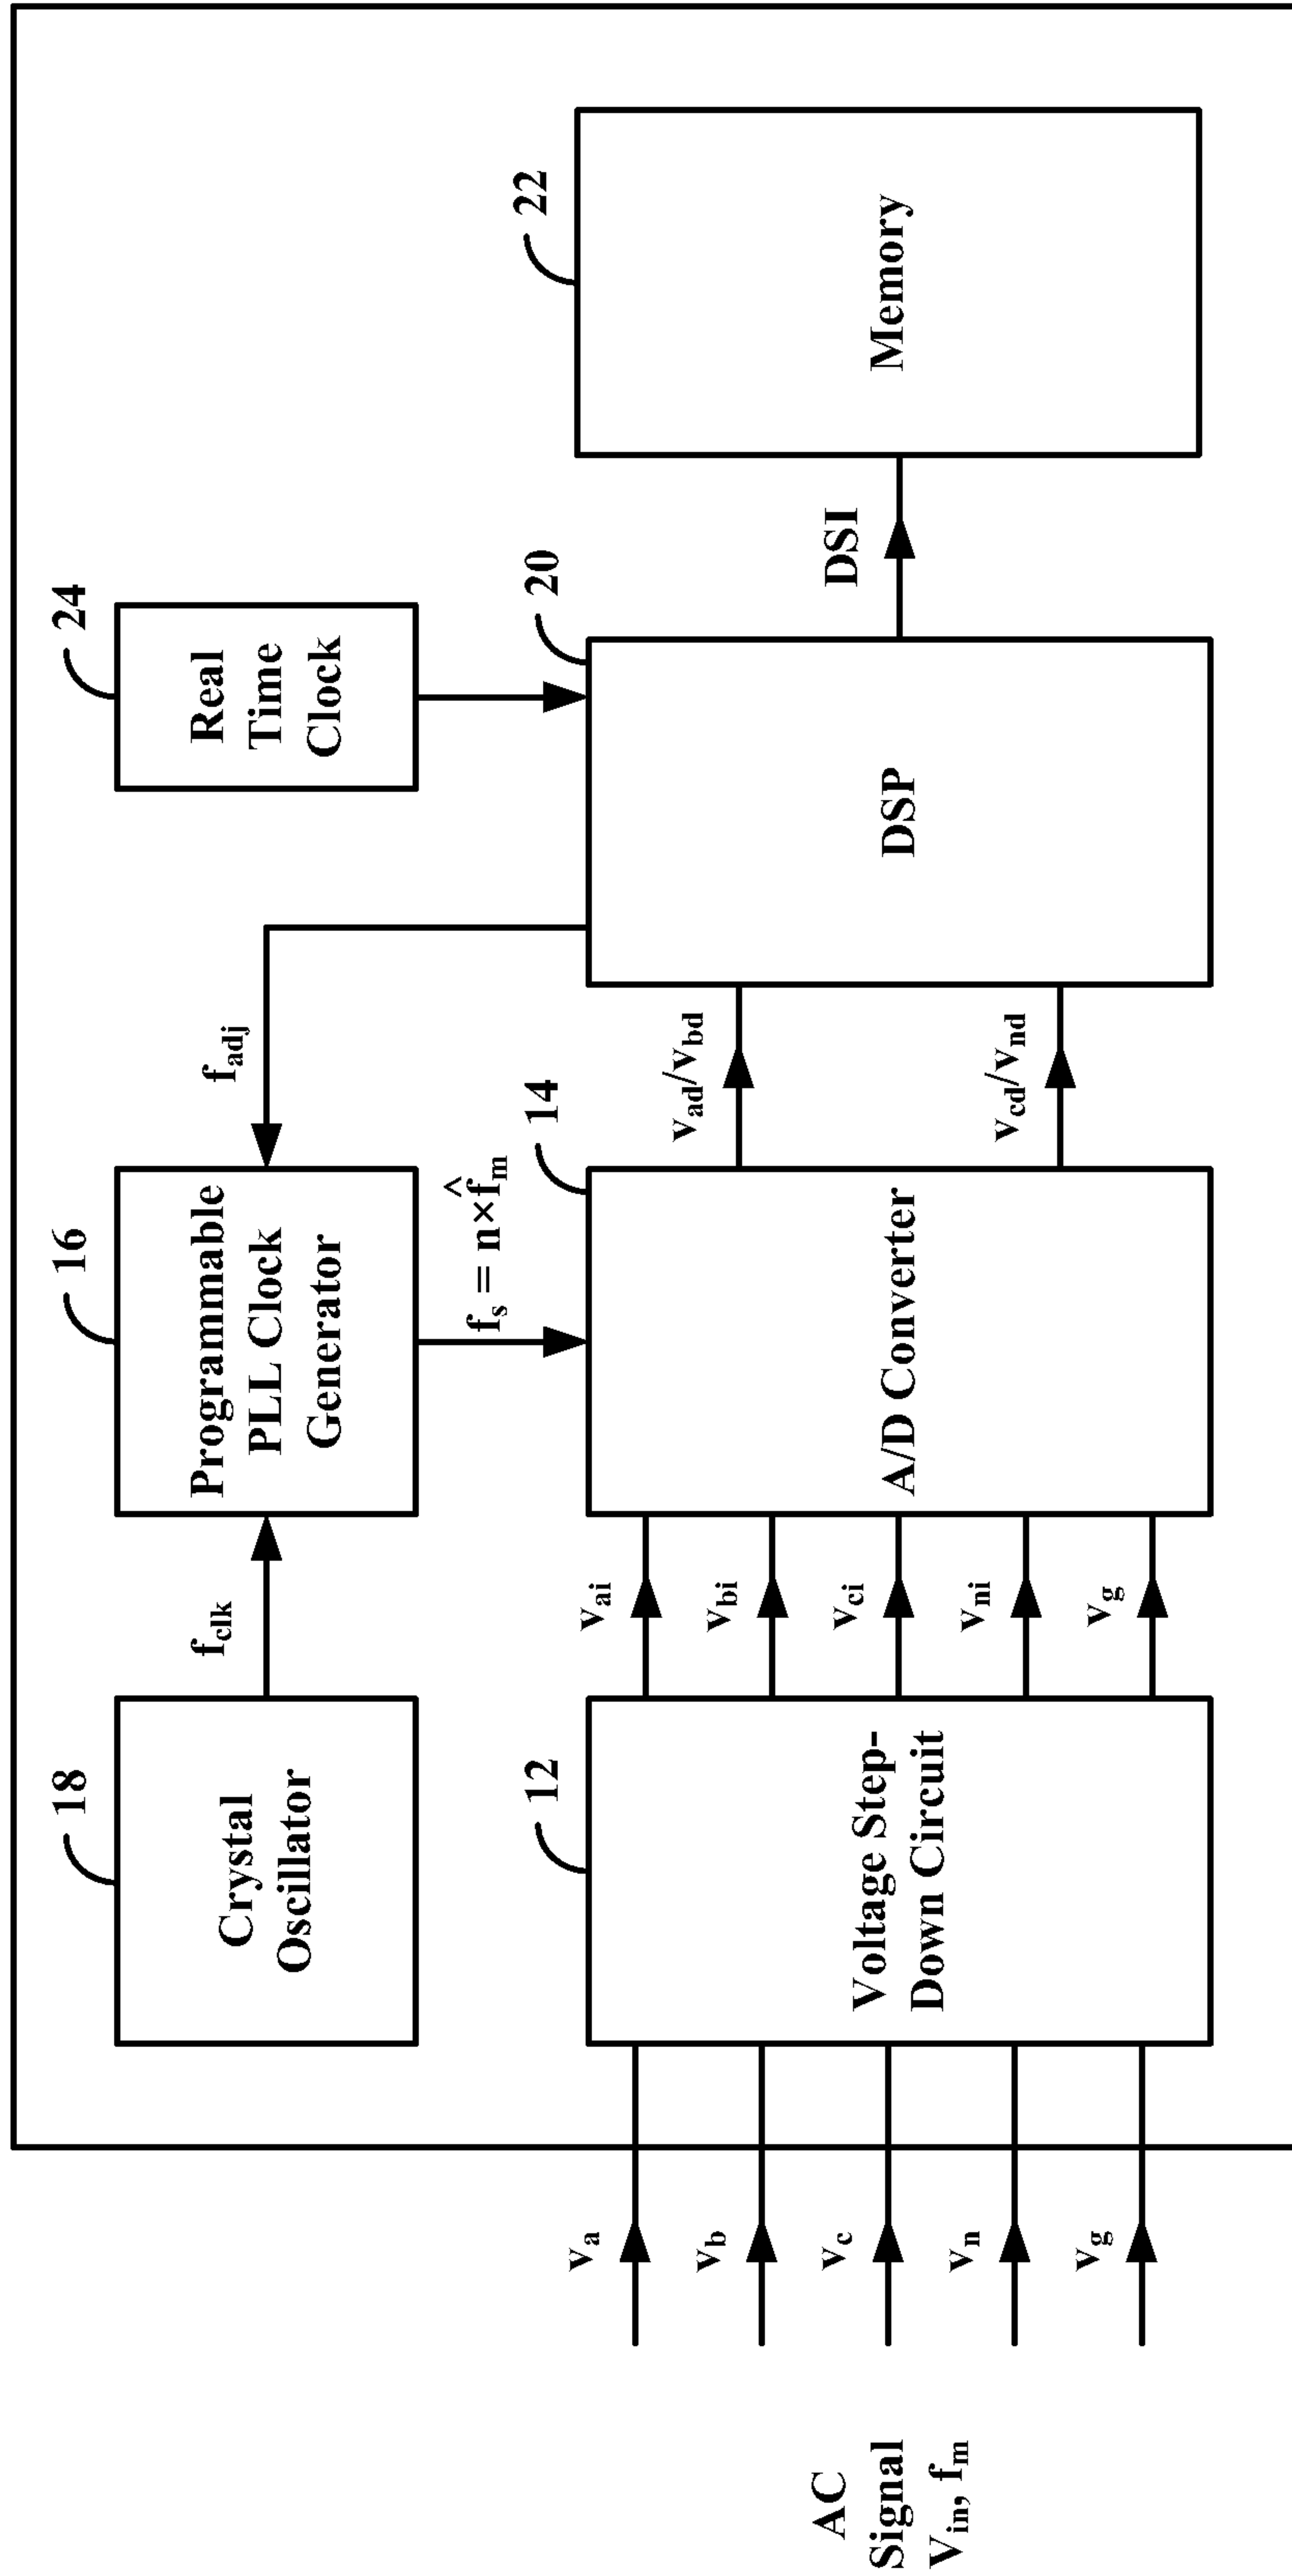 18
Crystal
Oscillator
f_clk
16
Programmable
PLL Clock
Generator
f_adj
24
Real
Time
Clock
f_s = n×f̂_m
AC
Signal
V_in, f_m
v_a
v_b
v_c
v_n
v_g
12
Voltage Step-
Down Circuit
v_ai
v_bi
v_ci
v_ni
v_g
14
A/D Converter
v_ad/v_bd
v_cd/v_nd
20
DSP
DSI
22
Memory